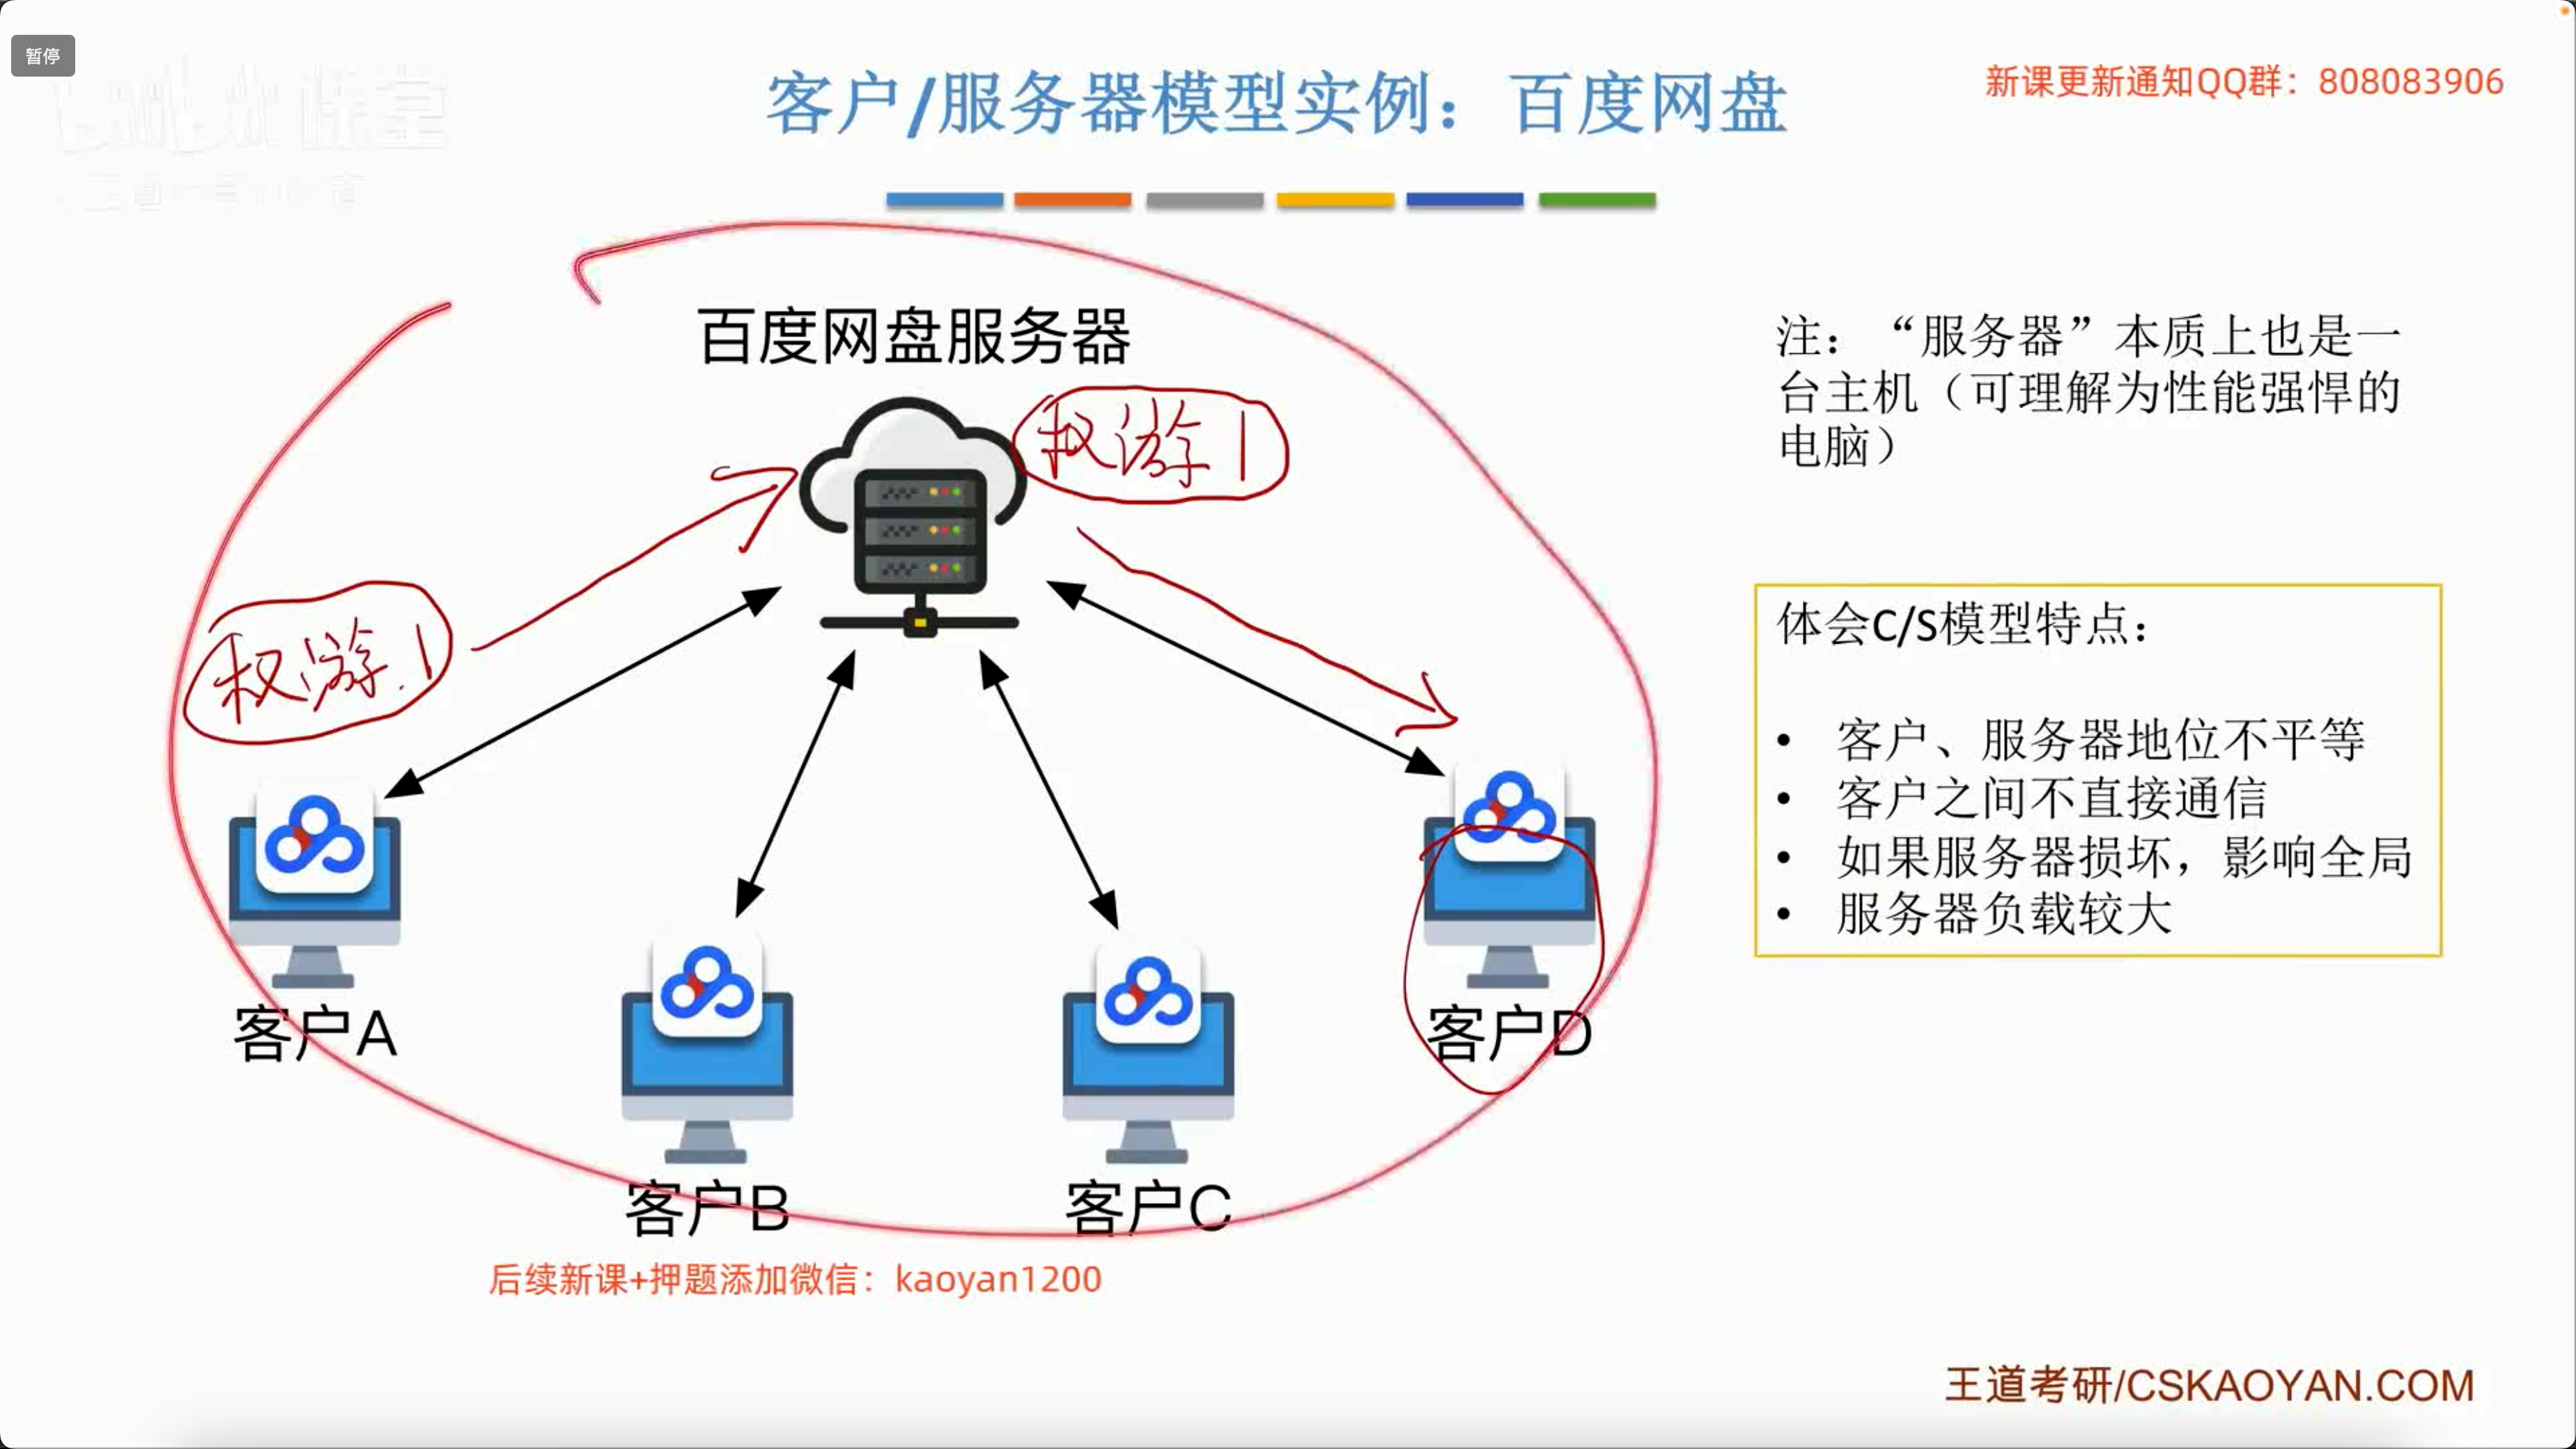 暂停
客户/服务器模型实例：百度网盘
新课更新通知QQ群：808083906
百度网盘服务器
权游1
权游.1
客户A
客户B
客户C
客户D
注：“服务器”本质上也是一
台主机（可理解为性能强悍的
电脑）
体会C/S模型特点：
• 客户、服务器地位不平等
• 客户之间不直接通信
• 如果服务器损坏，影响全局
• 服务器负载较大
后续新课+押题添加微信：kaoyan1200
王道考研/CSKAOYAN.COM